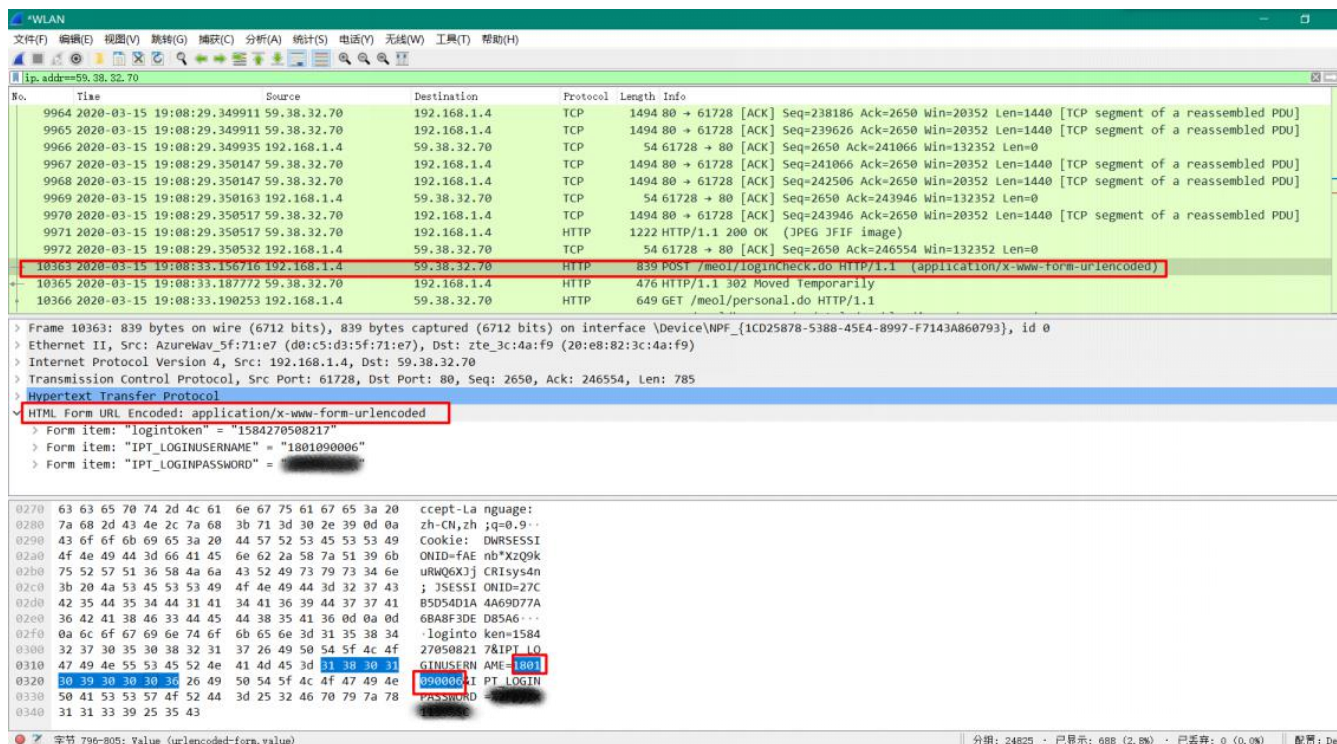 *WLAN
文件(F) 编辑(E) 视图(V) 跳转(G) 捕获(C) 分析(A) 统计(S) 电话(Y) 无线(W) 工具(T) 帮助(H)
ip.addr==59.38.32.70
No. Time Source Destination Protocol Length Info
9964 2020-03-15 19:08:29.349911 59.38.32.70 192.168.1.4 TCP 1494 80 → 61728 [ACK] Seq=238186 Ack=2650 Win=20352 Len=1440 [TCP segment of a reassembled PDU]
9965 2020-03-15 19:08:29.349911 59.38.32.70 192.168.1.4 TCP 1494 80 → 61728 [ACK] Seq=239626 Ack=2650 Win=20352 Len=1440 [TCP segment of a reassembled PDU]
9966 2020-03-15 19:08:29.349935 192.168.1.4 59.38.32.70 TCP 54 61728 → 80 [ACK] Seq=2650 Ack=241066 Win=132352 Len=0
9967 2020-03-15 19:08:29.350147 59.38.32.70 192.168.1.4 TCP 1494 80 → 61728 [ACK] Seq=241066 Ack=2650 Win=20352 Len=1440 [TCP segment of a reassembled PDU]
9968 2020-03-15 19:08:29.350147 59.38.32.70 192.168.1.4 TCP 1494 80 → 61728 [ACK] Seq=242506 Ack=2650 Win=20352 Len=1440 [TCP segment of a reassembled PDU]
9969 2020-03-15 19:08:29.350163 192.168.1.4 59.38.32.70 TCP 54 61728 → 80 [ACK] Seq=2650 Ack=243946 Win=132352 Len=0
9970 2020-03-15 19:08:29.350517 59.38.32.70 192.168.1.4 TCP 1494 80 → 61728 [ACK] Seq=243946 Ack=2650 Win=20352 Len=1440 [TCP segment of a reassembled PDU]
9971 2020-03-15 19:08:29.350517 59.38.32.70 192.168.1.4 HTTP 1222 HTTP/1.1 200 OK (JPEG JFIF image)
9972 2020-03-15 19:08:29.350532 192.168.1.4 59.38.32.70 TCP 54 61728 → 80 [ACK] Seq=2650 Ack=246554 Win=132352 Len=0
10363 2020-03-15 19:08:33.156716 192.168.1.4 59.38.32.70 HTTP 839 POST /meol/loginCheck.do HTTP/1.1 (application/x-www-form-urlencoded)
10365 2020-03-15 19:08:33.187772 59.38.32.70 192.168.1.4 HTTP 476 HTTP/1.1 302 Moved Temporarily
10366 2020-03-15 19:08:33.190253 192.168.1.4 59.38.32.70 HTTP 649 GET /meol/personal.do HTTP/1.1
> Frame 10363: 839 bytes on wire (6712 bits), 839 bytes captured (6712 bits) on interface \Device\NPF_{1CD25878-5388-45E4-8997-F7143A860793}, id 0
> Ethernet II, Src: AzureWav_5f:71:e7 (d0:c5:d3:5f:71:e7), Dst: zte_3c:4a:f9 (20:e8:82:3c:4a:f9)
> Internet Protocol Version 4, Src: 192.168.1.4, Dst: 59.38.32.70
> Transmission Control Protocol, Src Port: 61728, Dst Port: 80, Seq: 2650, Ack: 246554, Len: 785
> Hypertext Transfer Protocol
HTML Form URL Encoded: application/x-www-form-urlencoded
> Form item: "logintoken" = "1584270508217"
> Form item: "IPT_LOGINUSERNAME" = "1801090006"
> Form item: "IPT_LOGINPASSWORD" = "
0270 63 63 65 70 74 2d 4c 61 6e 67 75 61 67 65 3a 20 ccept-La nguage:
0280 7a 68 2d 43 4e 2c 7a 68 3b 71 3d 30 2e 39 0d 0a zh-CN,zh ;q=0.9··
0290 43 6f 6f 6b 69 65 3a 20 44 57 52 53 45 53 53 49 Cookie: DWRSESSI
02a0 4f 4e 49 44 3d 66 41 45 6e 62 2a 58 7a 51 39 6b ONID=fAE nb*XzQ9k
02b0 75 52 57 51 36 58 4a 6a 43 52 49 73 79 73 34 6e uRWQ6XJj CRIsys4n
02c0 3b 20 4a 53 45 53 53 49 4f 4e 49 44 3d 32 37 43 ; JSESSI ONID=27C
02d0 42 35 44 35 34 44 31 41 34 41 36 39 44 37 37 41 B5D54D1A 4A69D77A
02e0 36 42 41 38 46 33 44 45 44 38 35 41 36 0d 0a 0d 6BA8F3DE D85A6···
02f0 0a 6c 6f 67 69 6e 74 6f 6b 65 6e 3d 31 35 38 34 ·loginto ken=1584
0300 32 37 30 35 30 38 32 31 37 26 49 50 54 5f 4c 4f 27050821 7&IPT_LO
0310 47 49 4e 55 53 45 52 4e 41 4d 45 3d 31 38 30 31 GINUSERN AME=1801
0320 30 39 30 30 30 36 26 49 50 54 5f 4c 4f 47 49 4e 090006&I PT_LOGIN
0330 50 41 53 53 57 4f 52 44 3d 25 32 46 70 79 7a 78 PASSWORD =
0340 31 31 33 39 25 35 43
字节 796-805: Value (urlencoded-form.value) 分组: 24825 · 已显示: 688 (2.8%) · 已丢弃: 0 (0.0%) 配置: De